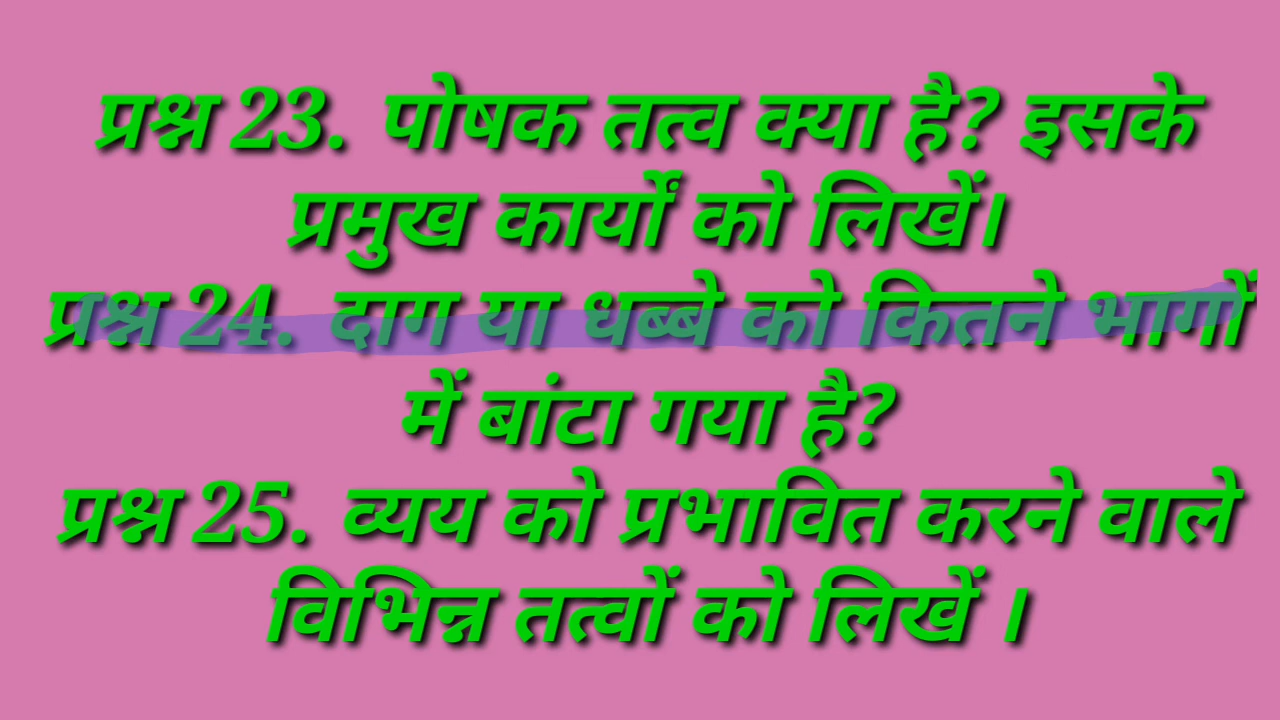 प्रश्न 23. पोषक तत्व क्या है? इसके
प्रमुख कार्यों को लिखें।
प्रश्न 24. दाग या धब्बे को कितने भागों
में बांटा गया है?
प्रश्न 25. व्यय को प्रभावित करने वाले
विभिन्न तत्वों को लिखें ।